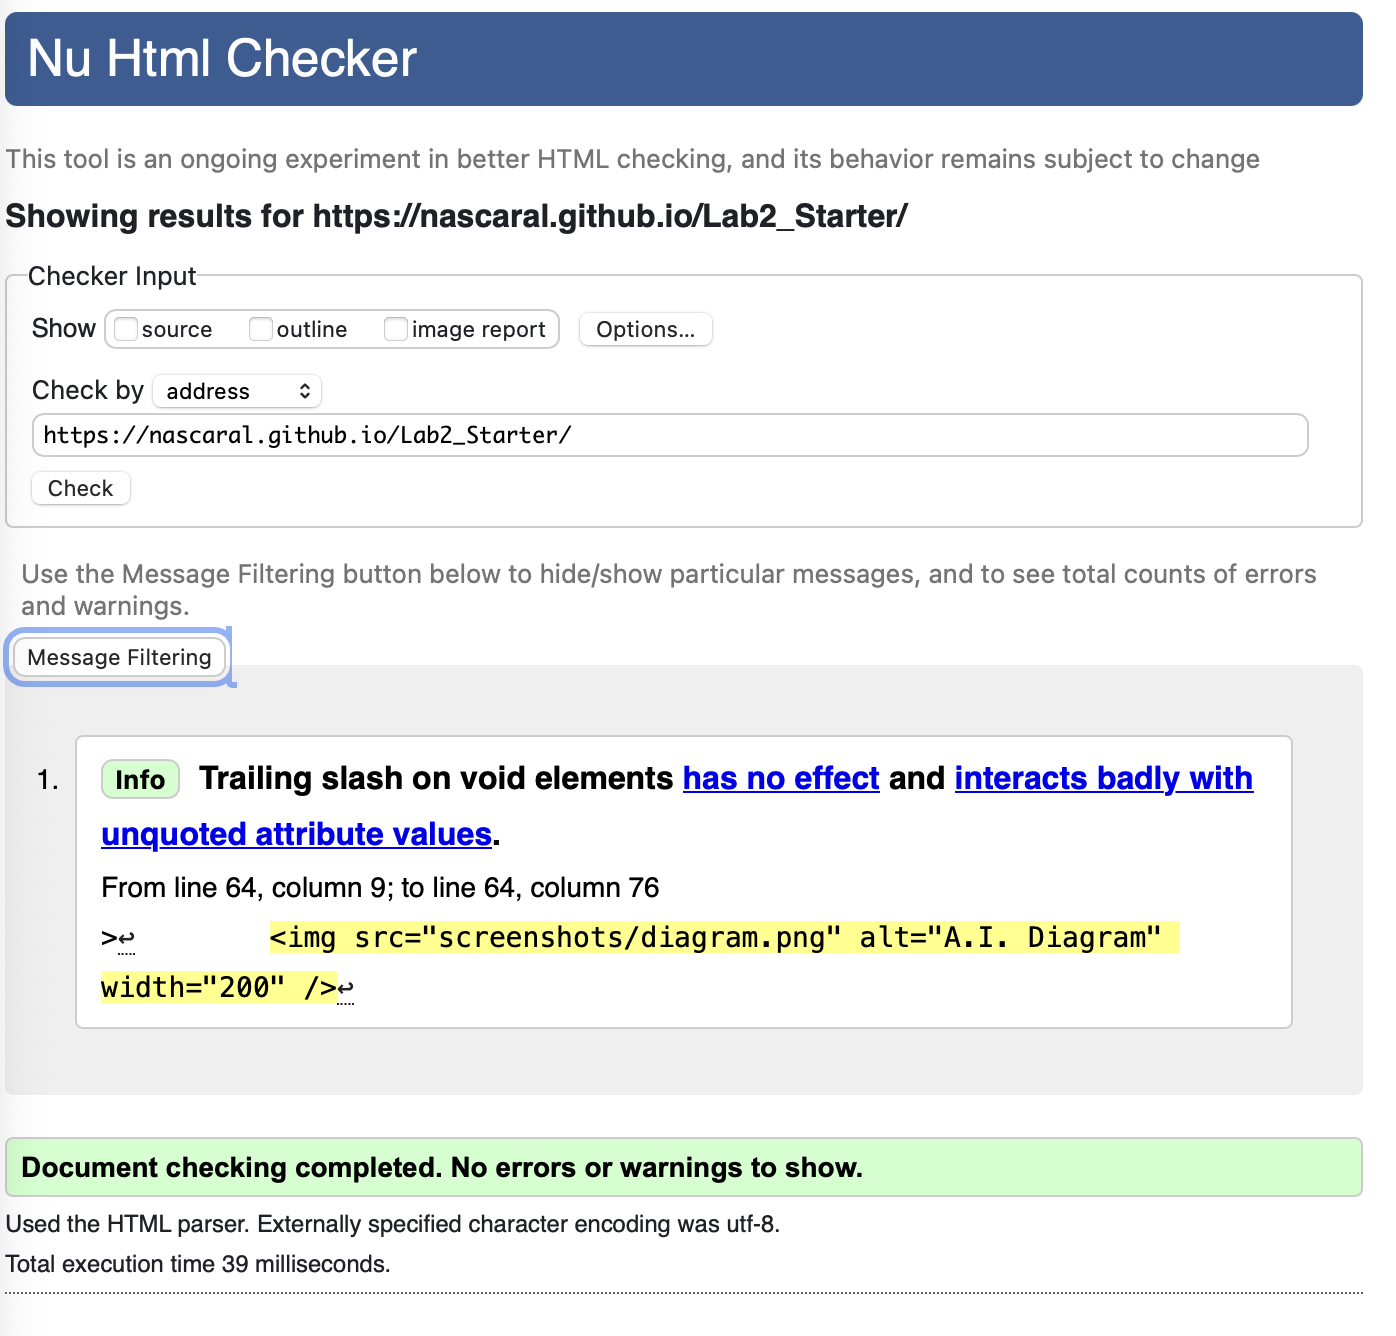 Nu Html Checker
This tool is an ongoing experiment in better HTML checking, and its behavior remains subject to change
Showing results for https://nascaral.github.io/Lab2_Starter/
Checker Input
Show source outline image report Options...
Check by address
https://nascaral.github.io/Lab2_Starter/
Check
Use the Message Filtering button below to hide/show particular messages, and to see total counts of errors
and warnings.
Message Filtering
1. Info Trailing slash on void elements has no effect and interacts badly with
unquoted attribute values.
From line 64, column 9; to line 64, column 76
>↩ <img src="screenshots/diagram.png" alt="A.I. Diagram"
width="200" />↩
Document checking completed. No errors or warnings to show.
Used the HTML parser. Externally specified character encoding was utf-8.
Total execution time 39 milliseconds.